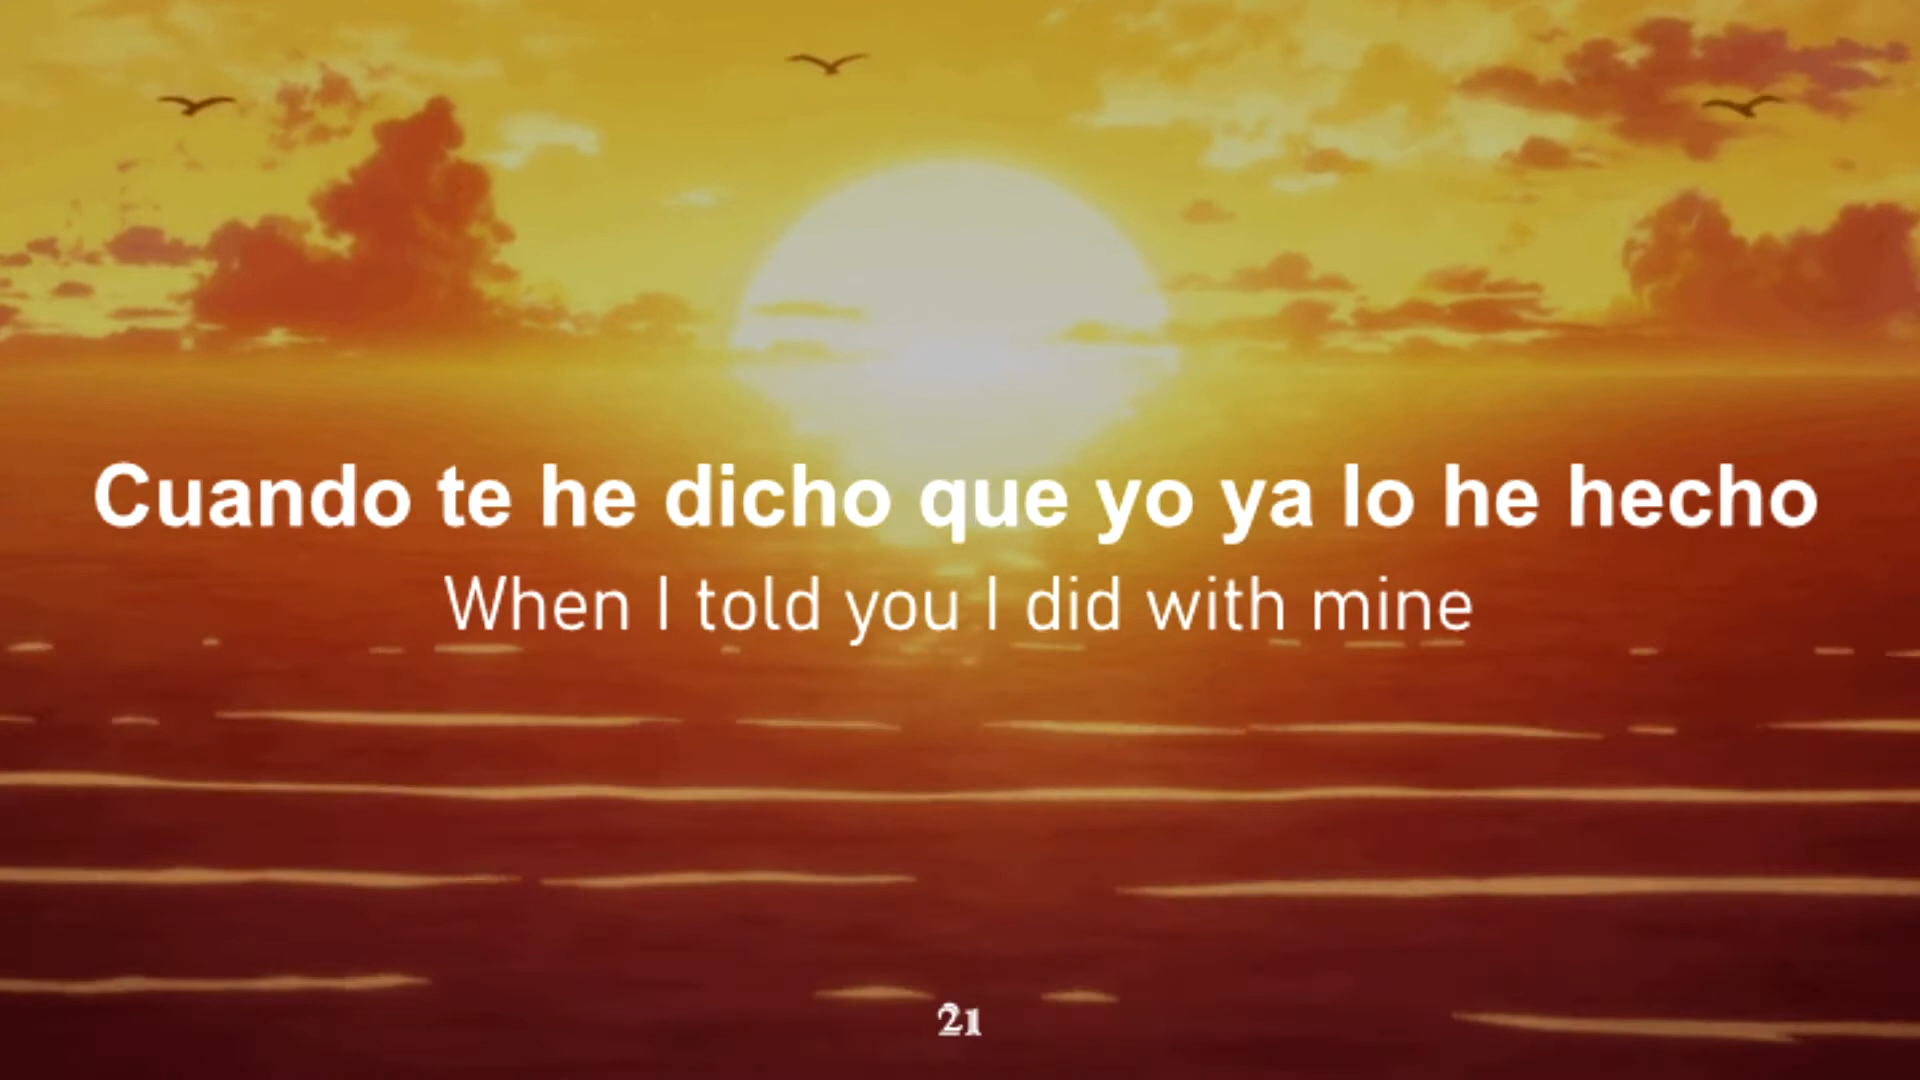 Cuando te he dicho que yo ya lo he hecho
When I told you I did with mine
21